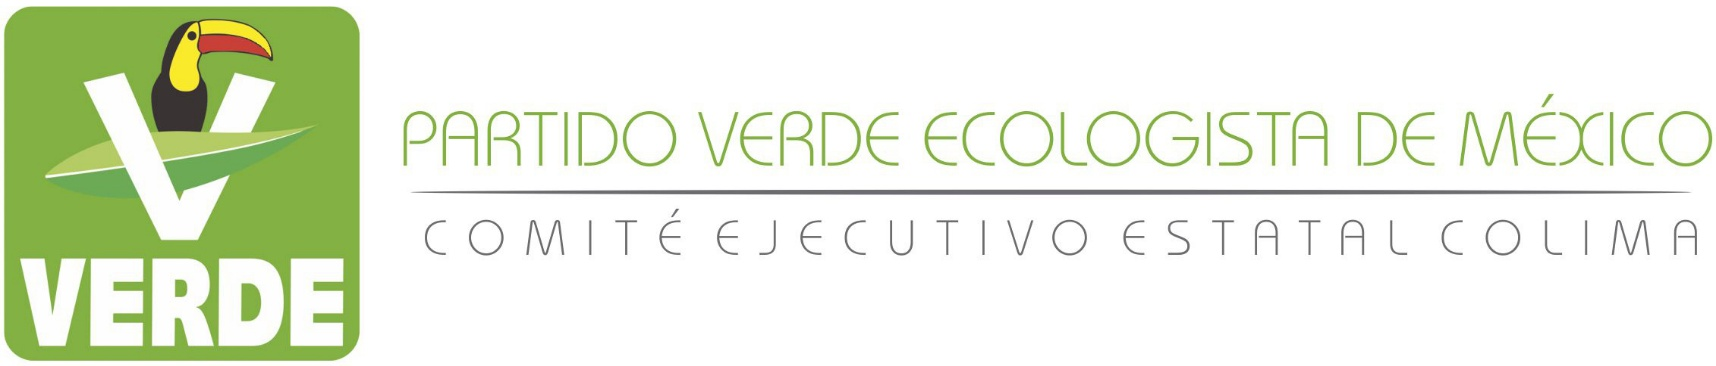 V
VERDE
PARTIDO VERDE ECOLOGISTA DE MÉXICO
COMITÉ EJECUTIVO ESTATAL COLIMA